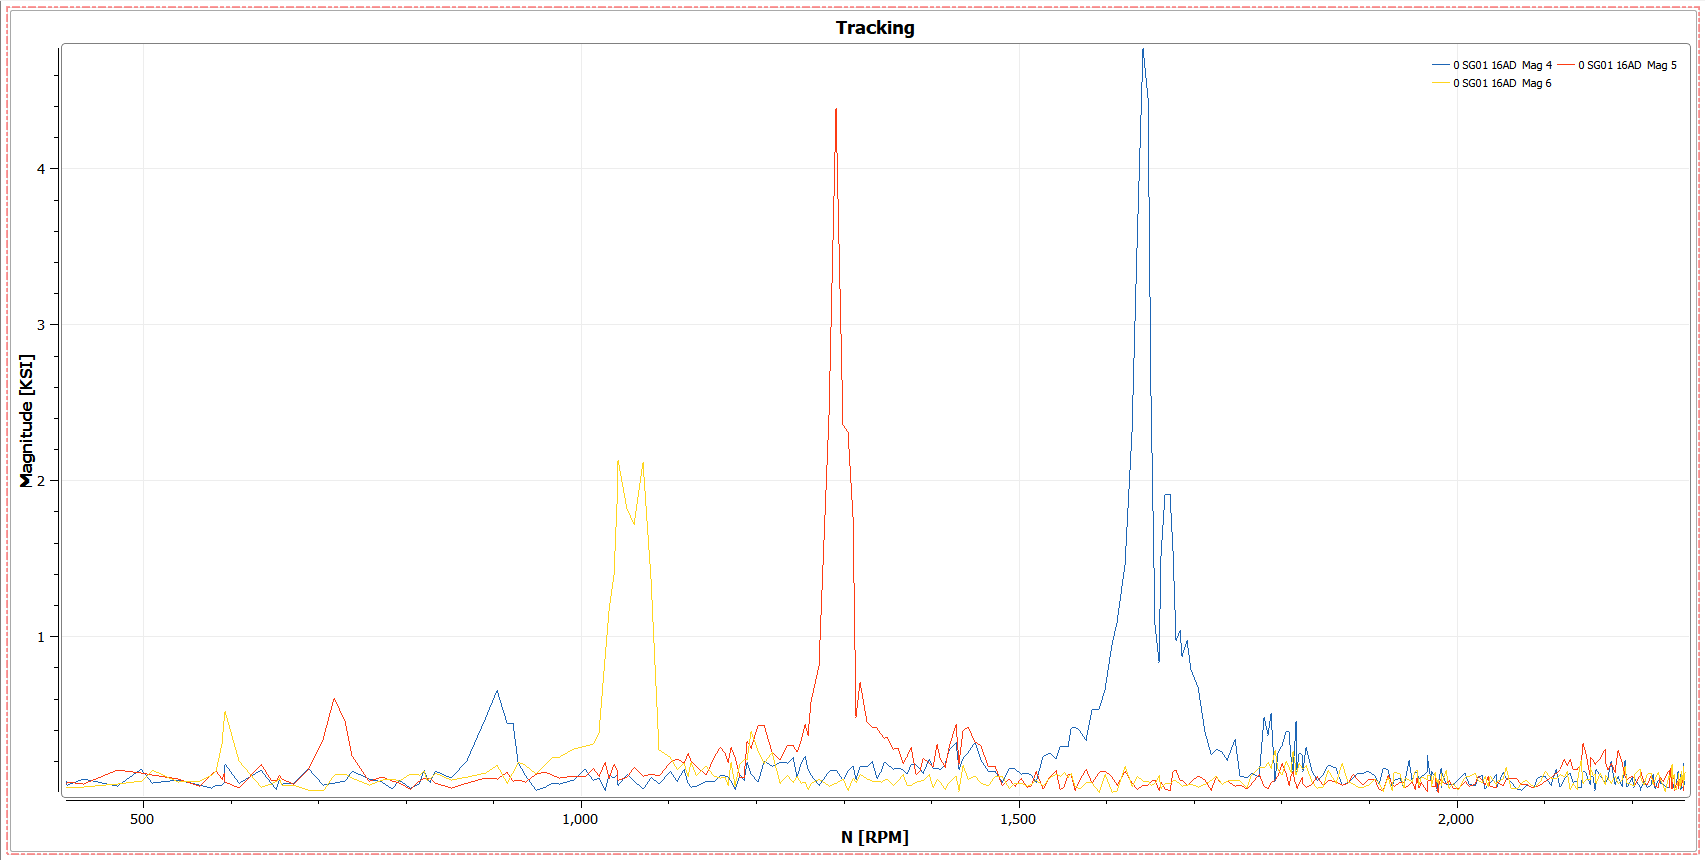 Tracking
0 SG01 16AD  Mag 4 0 SG01 16AD  Mag 5
0 SG01 16AD  Mag 6
4
3
2
1
Magnitude [KSI]
500 1,000 1,500 2,000
N [RPM]